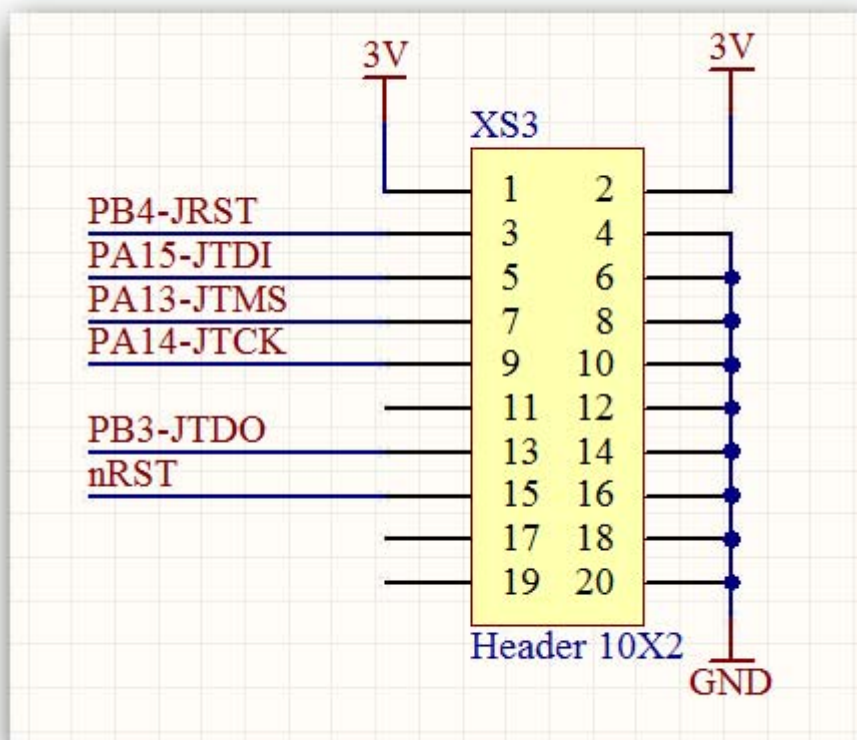 3V
3V
XS3
1 2
PB4-JRST
3 4
PA15-JTDI
5 6
PA13-JTMS
7 8
PA14-JTCK
9 10
11 12
PB3-JTDO
13 14
nRST
15 16
17 18
19 20
Header 10X2
GND